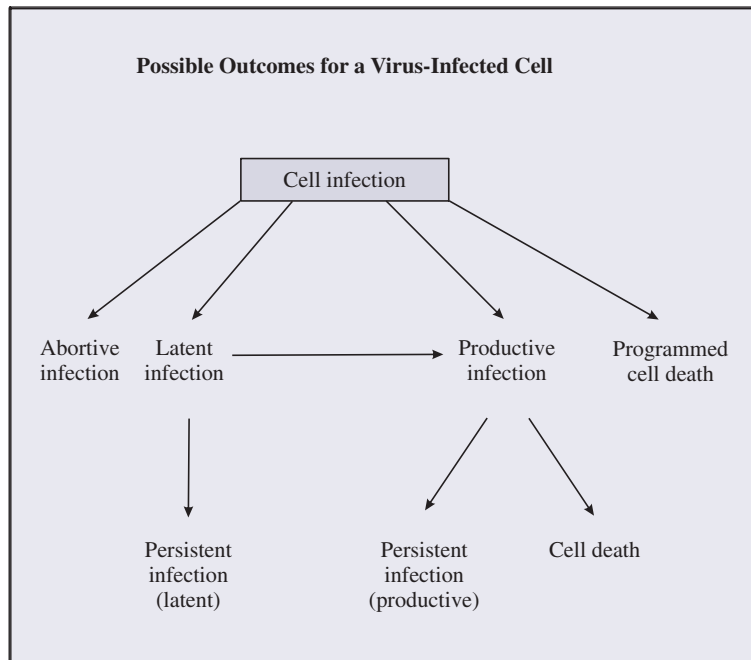 Possible Outcomes for a Virus-Infected Cell
Cell infection
Abortive
infection
Latent
infection
Productive
infection
Programmed
cell death
Persistent
infection
(latent)
Persistent
infection
(productive)
Cell death